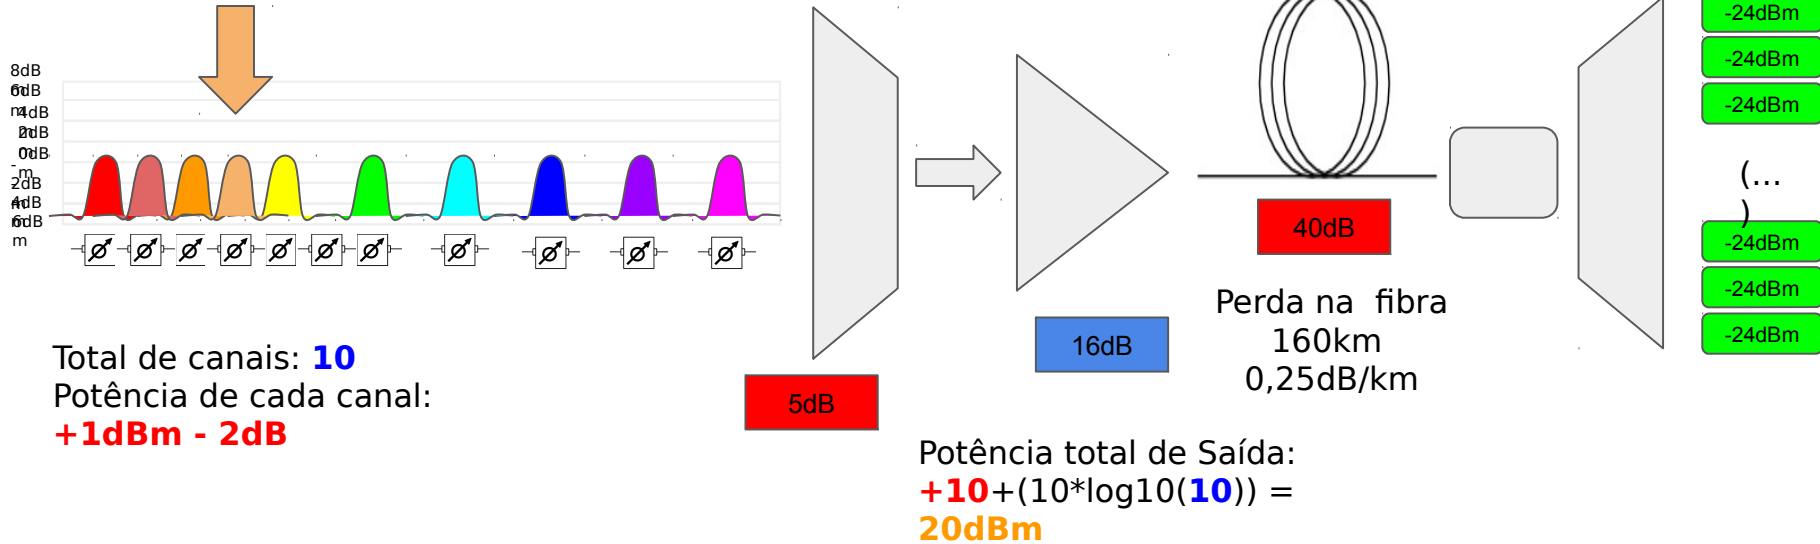 8dB
m
6dB
m
4dB
m
2dB
m
0dB
m
-
2dB
m
-
4dB
m
-
6dB
m
Total de canais: 10
Potência de cada canal:
+1dBm - 2dB
5dB
16dB
40dB
Perda na fibra
160km
0,25dB/km
Potência total de Saída:
+10+(10*log10(10)) =
20dBm
-24dBm
-24dBm
-24dBm
(...
)
-24dBm
-24dBm
-24dBm